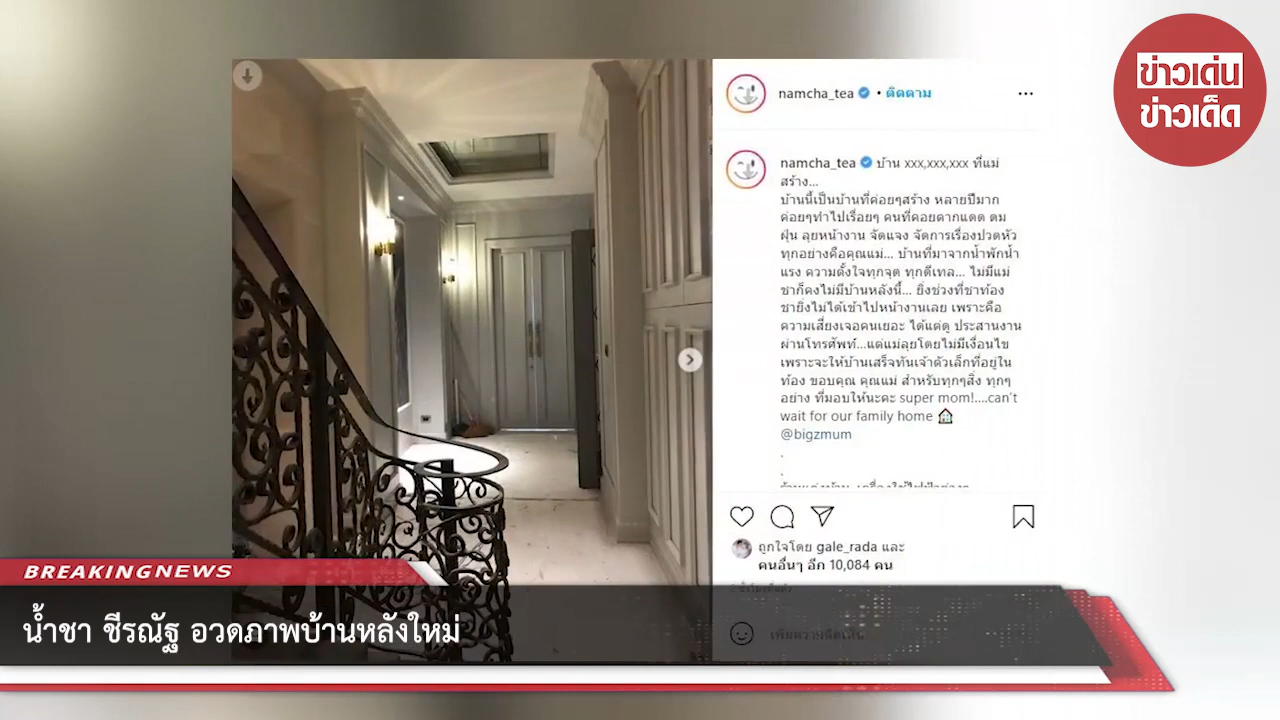 ข่าวเด่น
ข่าวเด็ด
namcha_tea • ติดตาม
namcha_tea บ้าน xxx,xxx,xxx ที่แม่
สร้าง...
บ้านนี้เป็นบ้านที่ค่อยๆสร้าง หลายปีมาก
ค่อยๆทำไปเรื่อยๆ คนที่คอยตากแดด ดม
ฝุ่น ลุยหน้างาน จัดแจง จัดการเรื่องปวดหัว
ทุกอย่างคือคุณแม่... บ้านที่มาจากน้ำพักน้ำ
แรง ความตั้งใจทุกจุด ทุกดีเทล... ไม่มีแม่
ชาก็คงไม่มีบ้านหลังนี้... ยิ่งช่วงที่ชาท้อง
ชายิ่งไม่ได้เข้าไปหน้างานเลย เพราะคือ
ความเสี่ยงเจอคนเยอะ ได้แต่ดู ประสานงาน
ผ่านโทรศัพท์...แต่แม่ลุยโดยไม่มีเงื่อนไข
เพราะจะให้บ้านเสร็จทันเจ้าตัวเล็กที่อยู่ใน
ท้อง ขอบคุณ คุณแม่ สำหรับทุกๆสิ่ง ทุกๆ
อย่าง ที่มอบให้นะคะ super mom!....can't
wait for our family home 🏠
@bigzmum
.
.
ถูกใจโดย gale_rada และ
คนอื่นๆ อีก 10,084 คน
เพิ่มความคิดเห็น
BREAKINGNEWS
น้ำชา ชีรณัฐ อวดภาพบ้านหลังใหม่